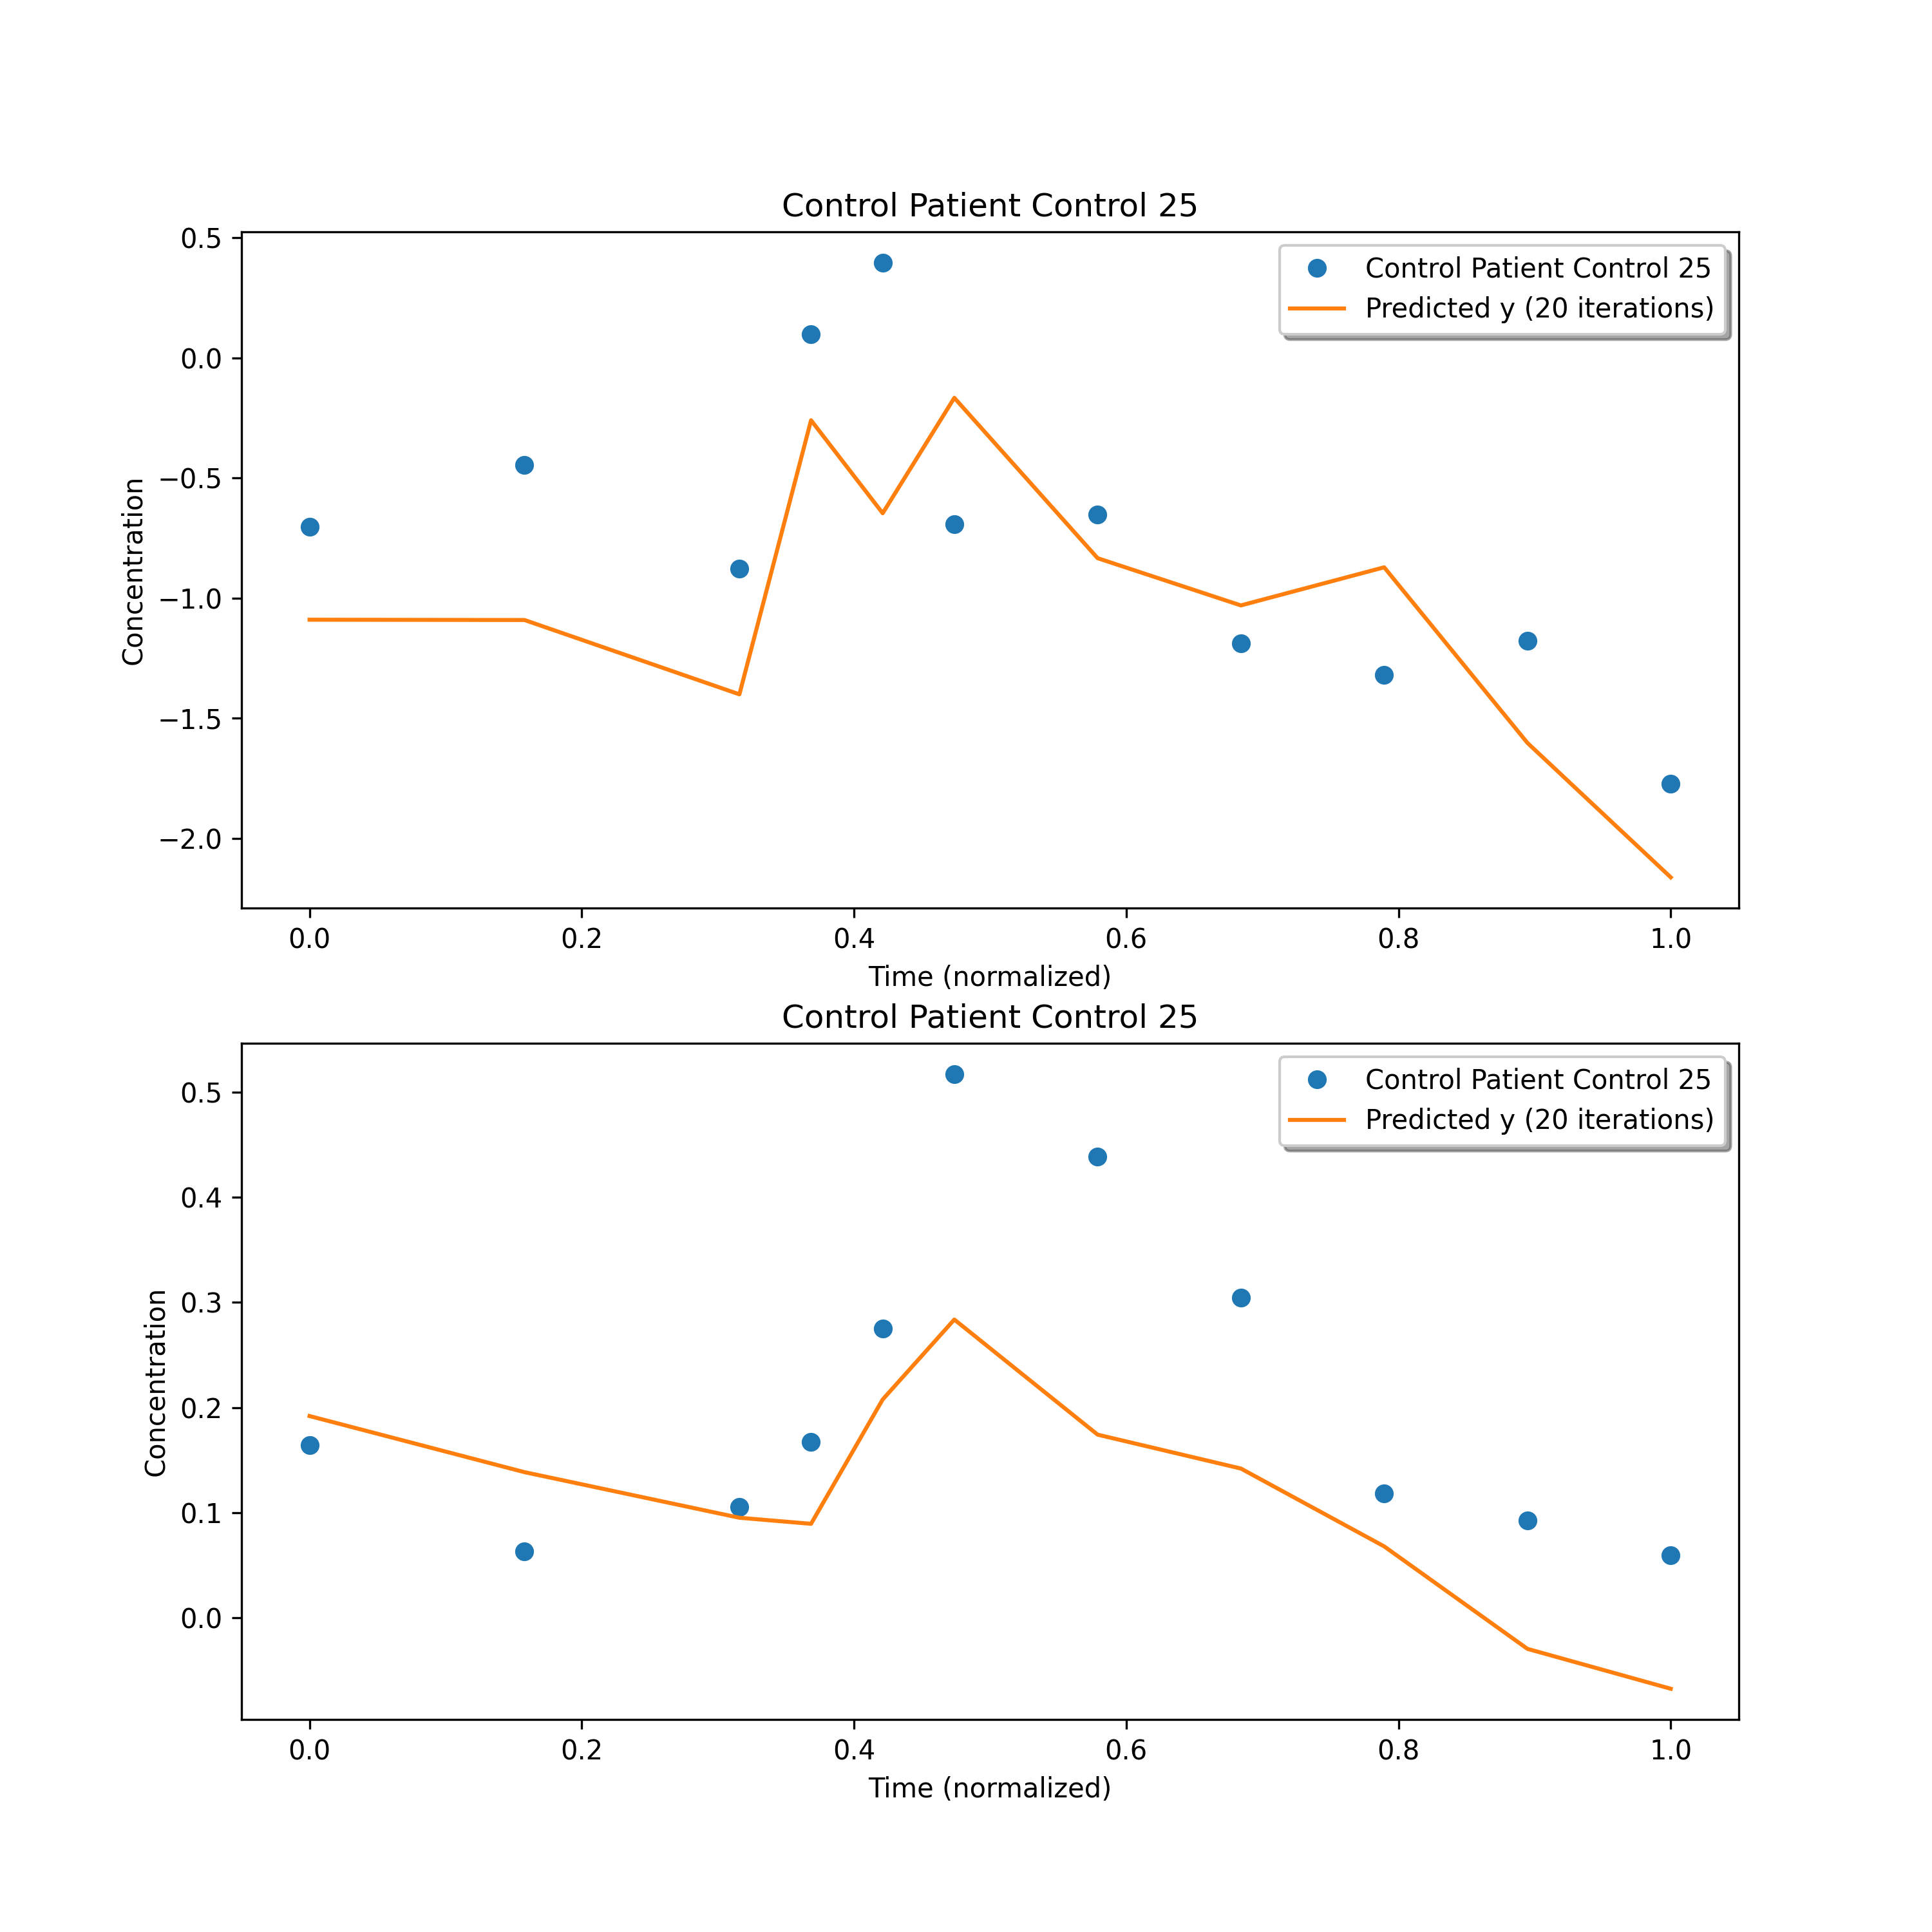 Control Patient Control 25
Control Patient Control 25
Predicted y (20 iterations)
Concentration
0.5
0.0
−0.5
−1.0
−1.5
−2.0
0.0 0.2 0.4 0.6 0.8 1.0
Time (normalized)
Control Patient Control 25
Control Patient Control 25
Predicted y (20 iterations)
Concentration
0.5
0.4
0.3
0.2
0.1
0.0
0.0 0.2 0.4 0.6 0.8 1.0
Time (normalized)